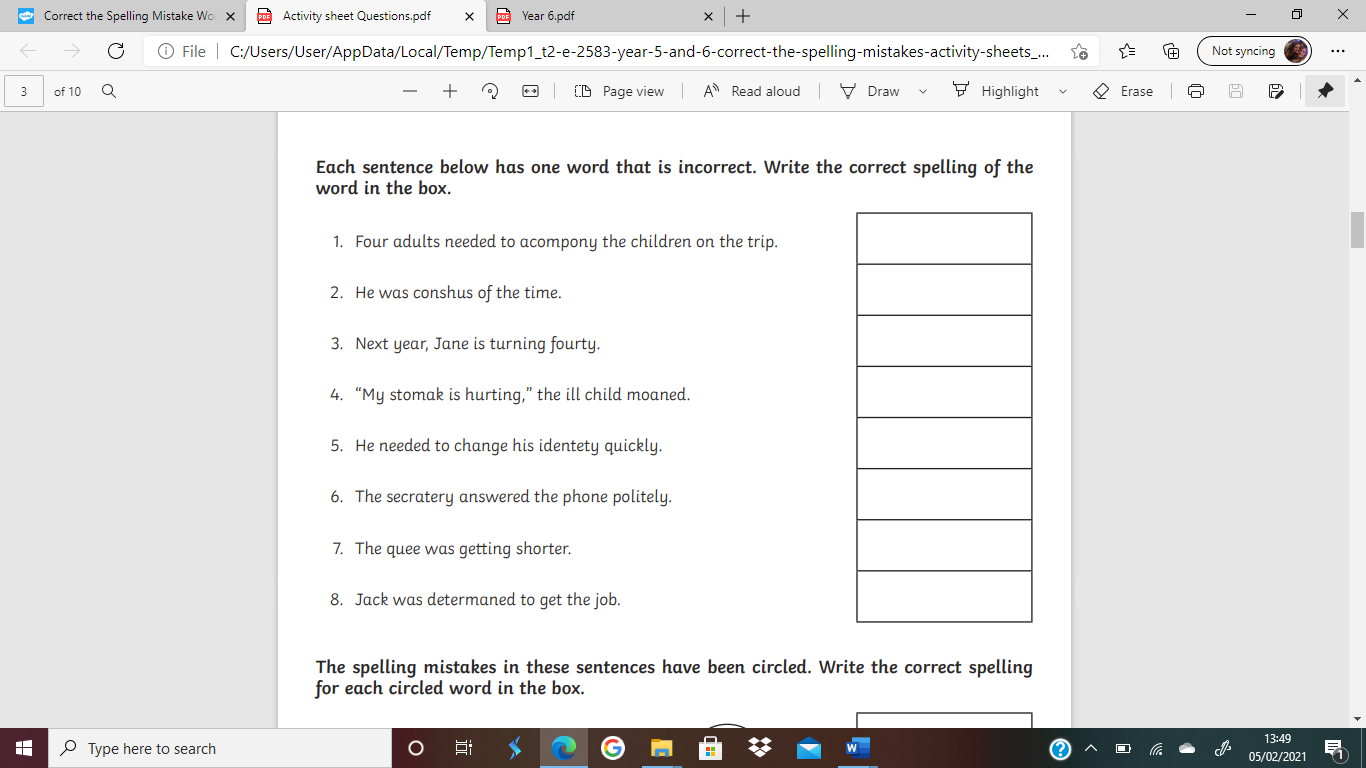 Correct the Spelling Mistake Wo
Activity sheet Questions.pdf
Year 6.pdf
File
C:/Users/User/AppData/Local/Temp/Temp1_t2-e-2583-year-5-and-6-correct-the-spelling-mistakes-activity-sheets_...
Not syncing
3 of 10
Page view
Read aloud
Draw
Highlight
Erase
Each sentence below has one word that is incorrect. Write the correct spelling of the
word in the box.
1. Four adults needed to acompony the children on the trip.
2. He was conshus of the time.
3. Next year, Jane is turning fourty.
4. “My stomak is hurting,” the ill child moaned.
5. He needed to change his identety quickly.
6. The secratery answered the phone politely.
7. The quee was getting shorter.
8. Jack was determaned to get the job.
The spelling mistakes in these sentences have been circled. Write the correct spelling
for each circled word in the box.
Type here to search
13:49
05/02/2021
1